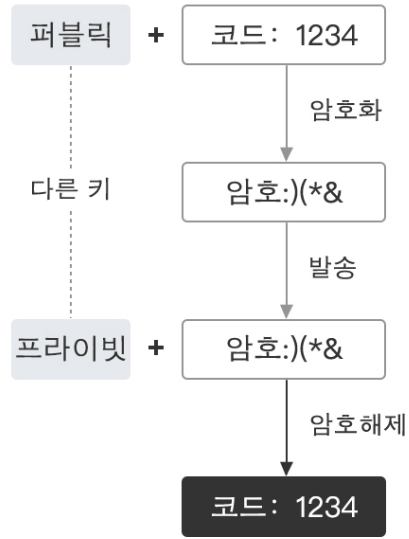 퍼블릭 + 코드: 1234
암호화
다른 키
암호:)(*&
발송
프라이빗 + 암호:)(*&
암호해제
코드: 1234